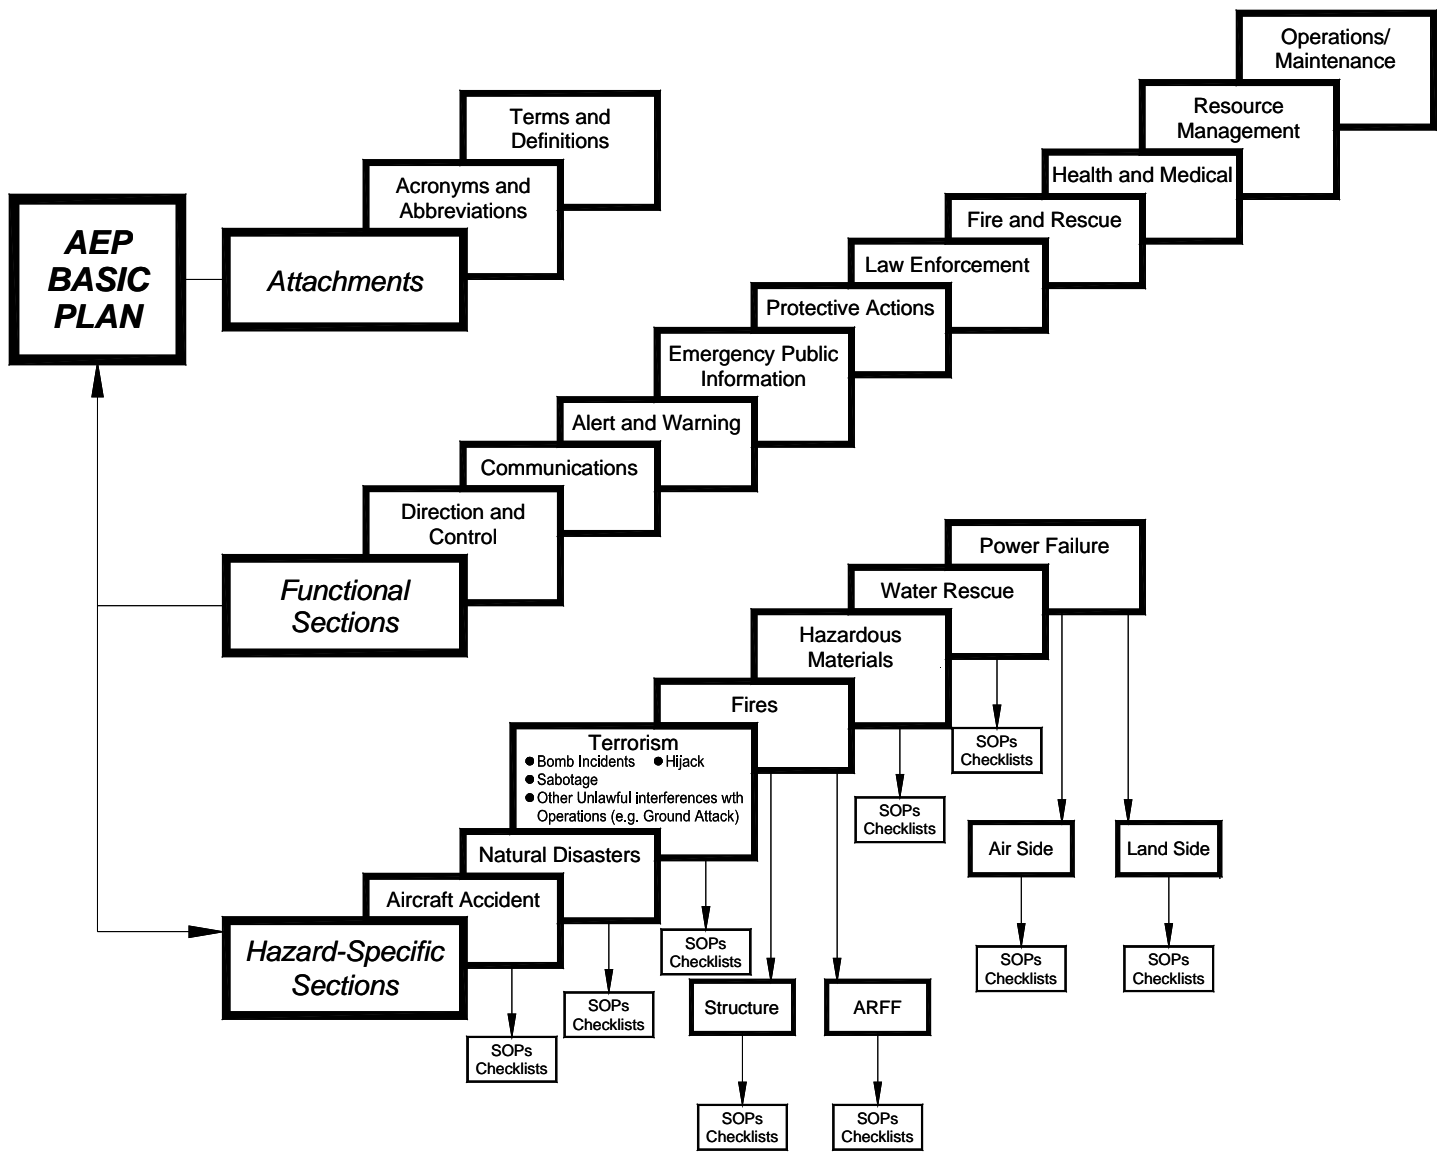 Operations/
Maintenance
Resource
Management
Health and Medical
Fire and Rescue
Law Enforcement
Protective Actions
Emergency Public
Information
Alert and Warning
Communications
Direction and
Control
Functional
Sections
Terms and
Definitions
Acronyms and
Abbreviations
Attachments
AEP
BASIC
PLAN
Power Failure
Water Rescue
Hazardous
Materials
Fires
Terrorism
● Bomb Incidents ● Hijack
● Sabotage
● Other Unlawful interferences wth
Operations (e.g. Ground Attack)
Natural Disasters
Aircraft Accident
Hazard-Specific
Sections
SOPs
Checklists
SOPs
Checklists
Air Side
Land Side
SOPs
Checklists
SOPs
Checklists
SOPs
Checklists
SOPs
Checklists
SOPs
Checklists
Structure
ARFF
SOPs
Checklists
SOPs
Checklists